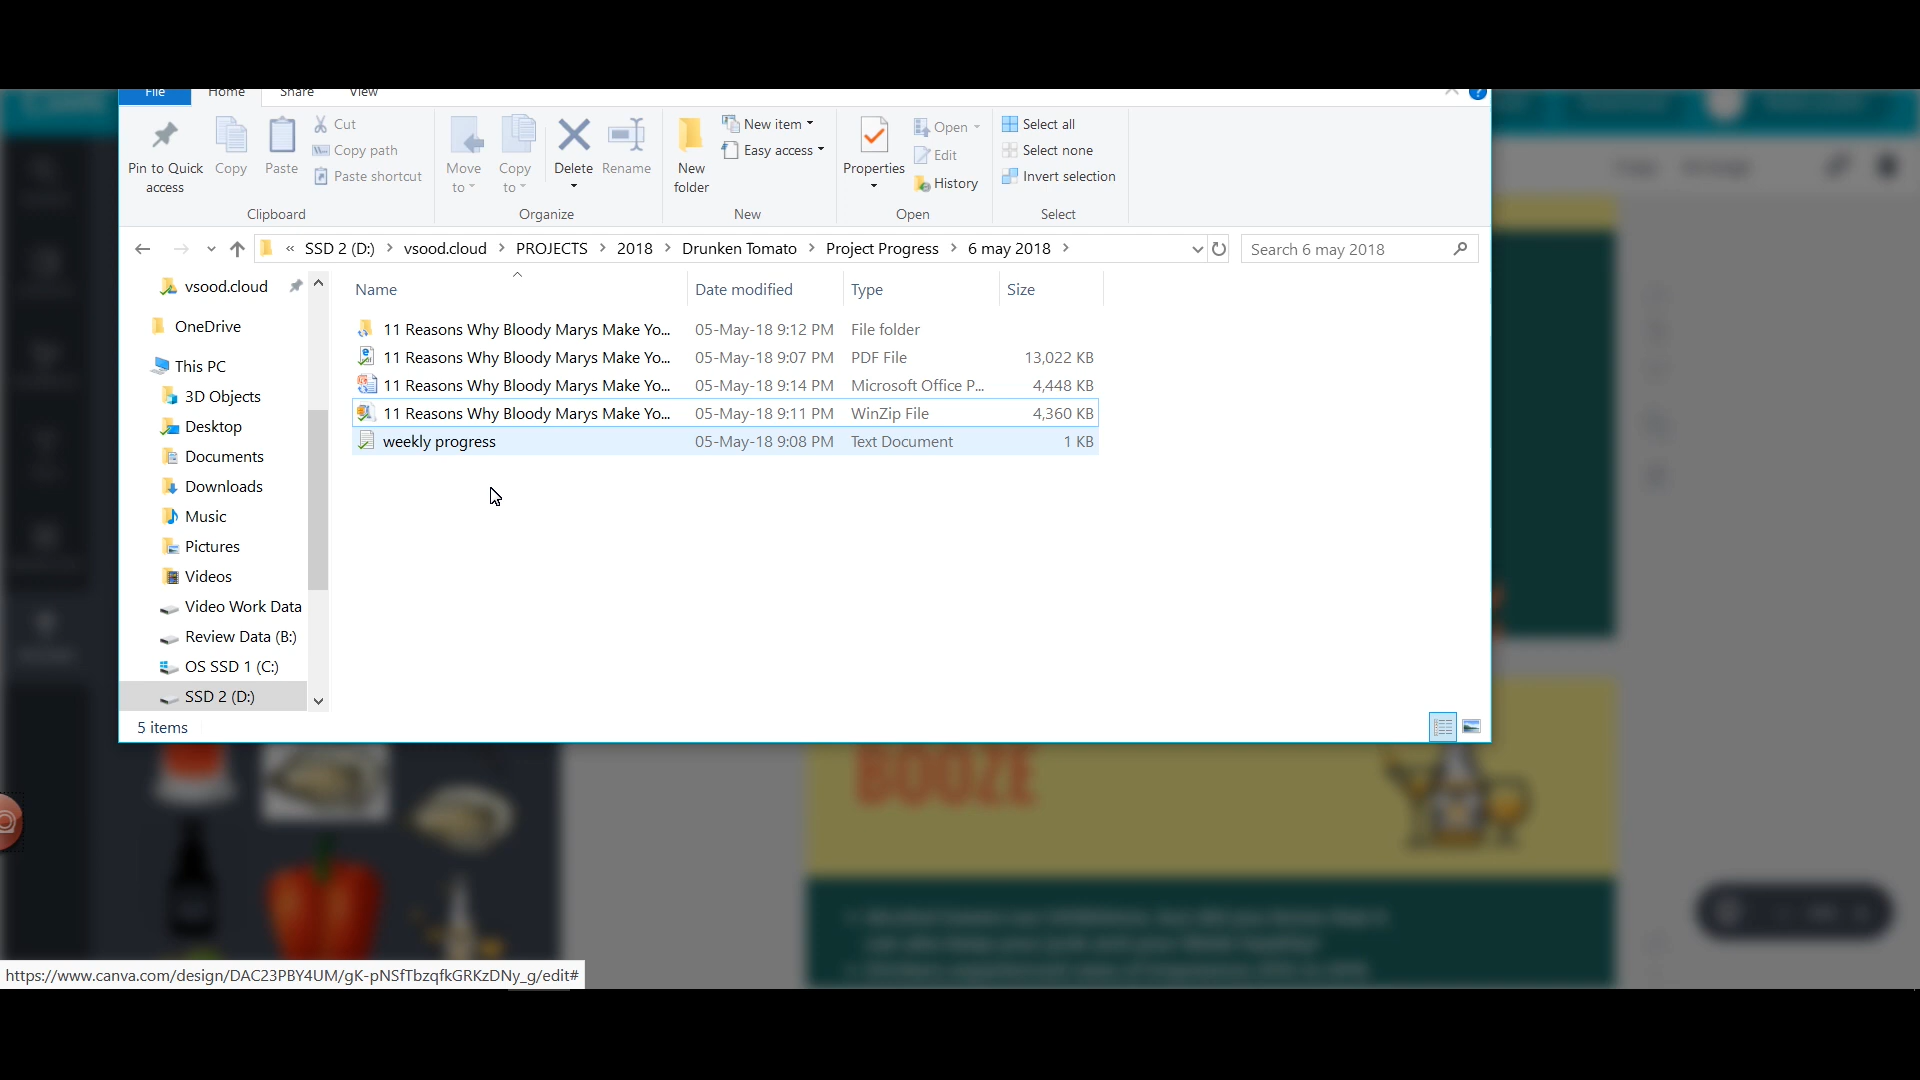 File Home Share View
Pin to Quick access
Copy
Paste
Cut
Copy path
Paste shortcut
Clipboard
Move to
Copy to
Delete
Rename
Organize
New folder
New item
Easy access
New
Properties
Open
Edit
History
Open
Select all
Select none
Invert selection
Select
« SSD 2 (D:) > vsood.cloud > PROJECTS > 2018 > Drunken Tomato > Project Progress > 6 may 2018 >
Search 6 may 2018
vsood.cloud
OneDrive
This PC
3D Objects
Desktop
Documents
Downloads
Music
Pictures
Videos
Video Work Data
Review Data (B:)
OS SSD 1 (C:)
SSD 2 (D:)
Name Date modified Type Size
11 Reasons Why Bloody Marys Make Yo... 05-May-18 9:12 PM File folder
11 Reasons Why Bloody Marys Make Yo... 05-May-18 9:07 PM PDF File 13,022 KB
11 Reasons Why Bloody Marys Make Yo... 05-May-18 9:14 PM Microsoft Office P... 4,448 KB
11 Reasons Why Bloody Marys Make Yo... 05-May-18 9:11 PM WinZip File 4,360 KB
weekly progress 05-May-18 9:08 PM Text Document 1 KB
5 items
BOOZE
https://www.canva.com/design/DAC23PBY4UM/gK-pNSfTbzqfkGRKzDNy_g/edit#